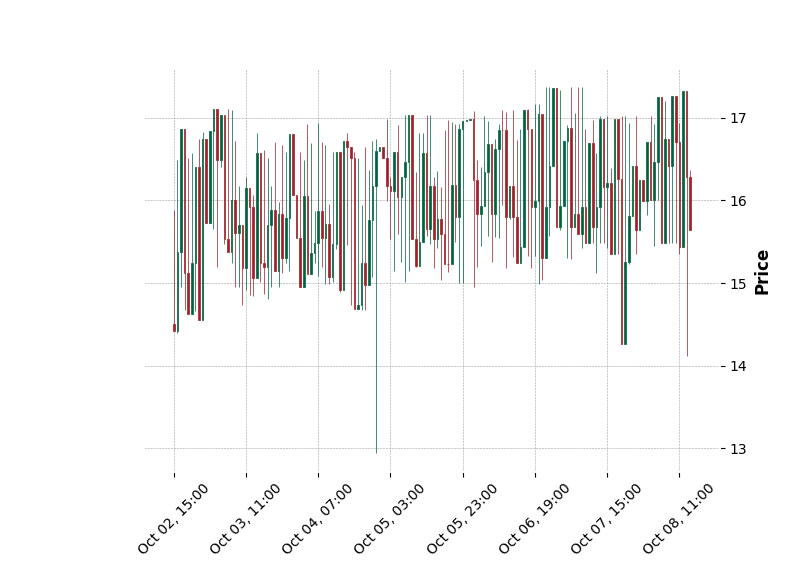 17
16
15
14
13
Price
Oct 02, 15:00
Oct 03, 11:00
Oct 04, 07:00
Oct 05, 03:00
Oct 05, 23:00
Oct 06, 19:00
Oct 07, 15:00
Oct 08, 11:00